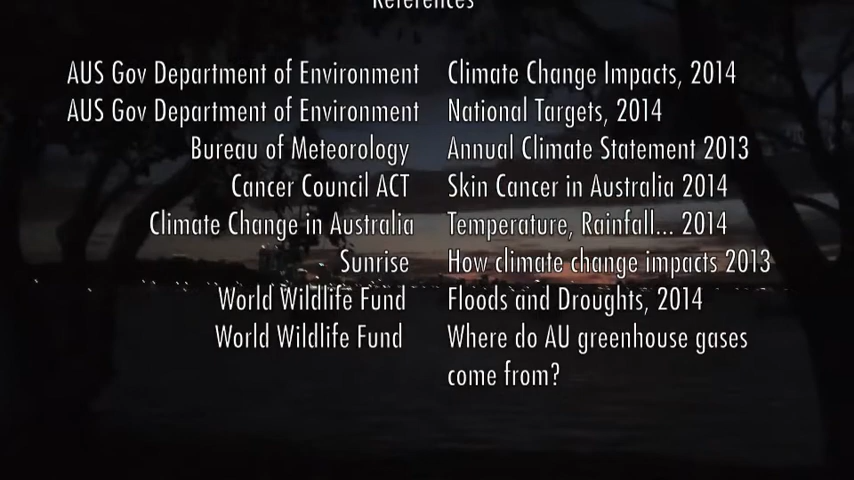 References
AUS Gov Department of Environment Climate Change Impacts, 2014
AUS Gov Department of Environment National Targets, 2014
Bureau of Meteorology Annual Climate Statement 2013
Cancer Council ACT Skin Cancer in Australia 2014
Climate Change in Australia Temperature, Rainfall... 2014
Sunrise How climate change impacts 2013
World Wildlife Fund Floods and Droughts, 2014
World Wildlife Fund Where do AU greenhouse gases
come from?